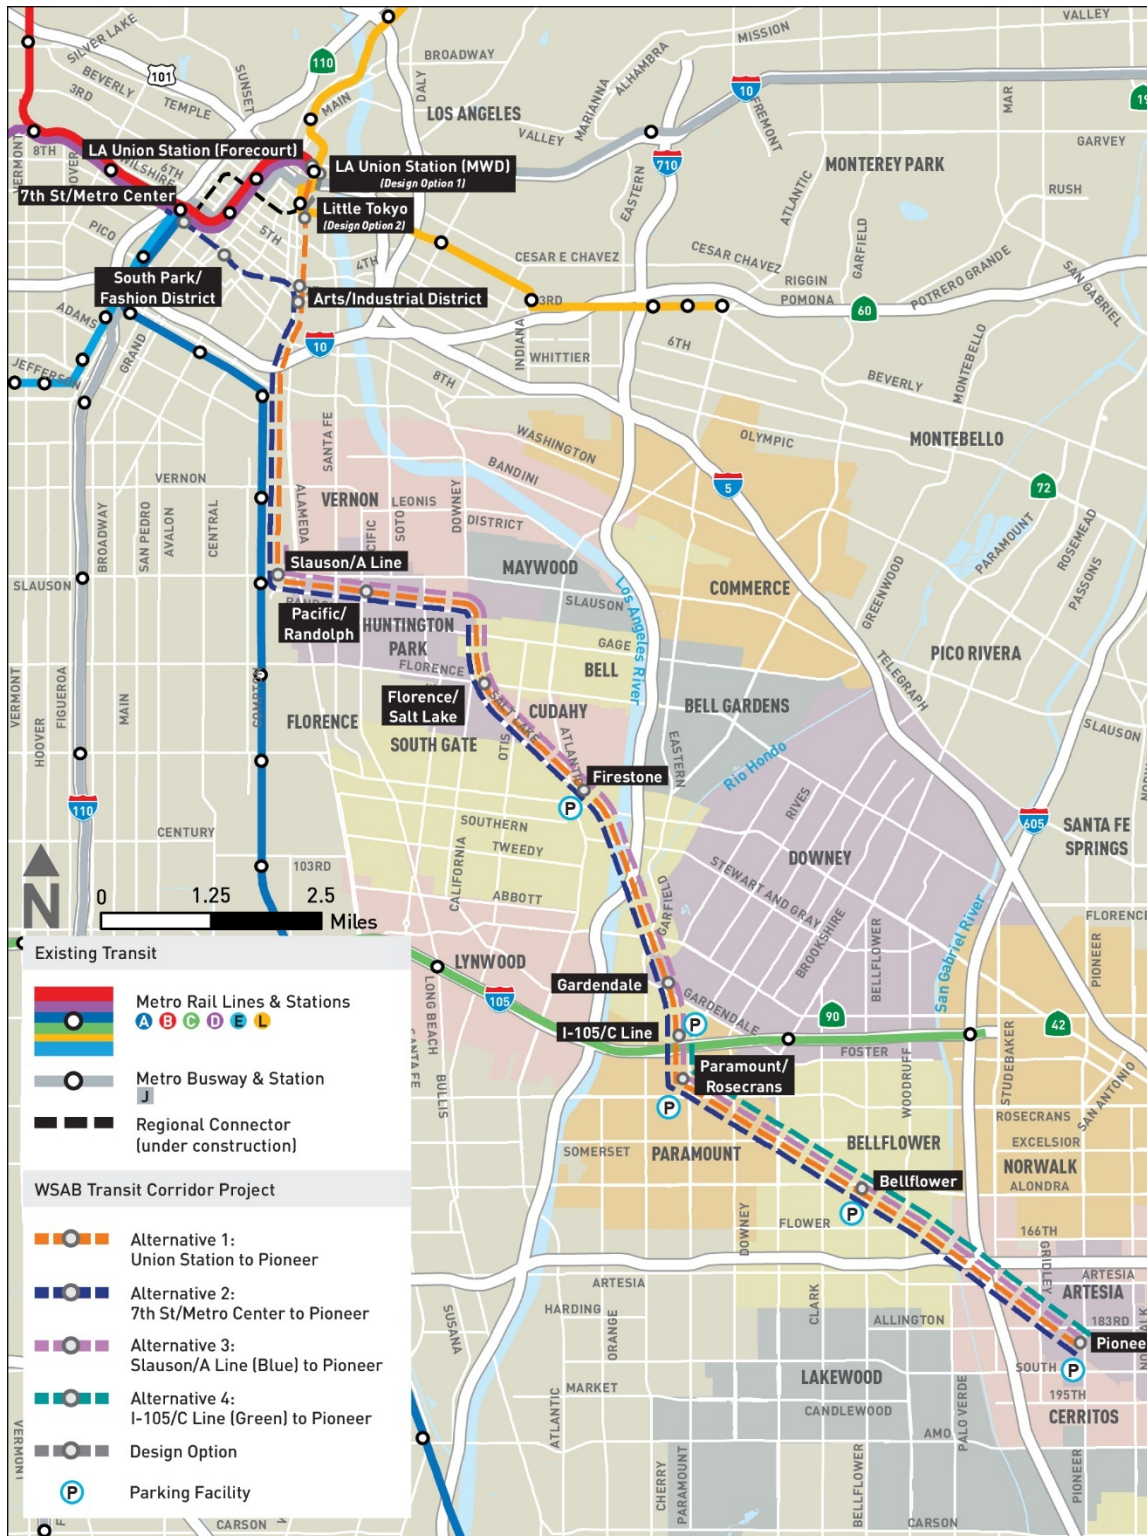 VALLEY
MISSION
SILVER LAKE
BROADWAY
101
110
SUNSET
BEVERLY
3RD
TEMPLE
MAIN
DALY
LOS ANGELES
MARIANNA
ALHAMBRA
10
FREMONT
MAR
19
VALLEY
GARVEY
VERMONT
8TH
LA Union Station (Forecourt)
WILSHIRE
6TH
LA Union Station (MWD)
(Design Option 1)
710
EASTERN
MONTEREY PARK
ATLANTIC
RUSH
7th St/Metro Center
Little Tokyo
(Design Option 2)
PICO
5TH
4TH
GARFIELD
CESAR E CHAVEZ
CESAR CHAVEZ
RIGGIN
POTRERO GRANDE
SAN GABRIEL
South Park/
Fashion District
Arts/Industrial District
3RD
POMONA
60
ADAMS
GRAND
JEFFERSON
10
INDIANA
WHITTIER
6TH
MONTEBELLO
8TH
BEVERLY
SANTA FE
WASHINGTON
OLYMPIC
MONTEBELLO
BANDINI
VERNON
VERNON
LEONIS
DOWNEY
5
72
BROADWAY
SAN PEDRO
AVALON
CENTRAL
ALAMEDA
SOTO
DISTRICT
PARAMOUNT
ROSEMEAD
PASSONS
SLAUSON
Slauson/A Line
MAYWOOD
COMMERCE
GREENWOOD
SLAUSON
Los Angeles River
Pacific/
Randolph
HUNTINGTON
PARK
GAGE
BELL
PICO RIVERA
TELEGRAPH
FLORENCE
VERMONT
HOOVER
FIGUEROA
MAIN
COMPTON
FLORENCE
Florence/
Salt Lake
SALT LAKE
CUDAHY
BELL GARDENS
SLAUSON
SOUTH GATE
OTIS
ATLANTIC
EASTERN
Rio Hondo
Firestone
P
110
RIVES
605
CENTURY
SOUTHERN
TWEEDY
DOWNEY
SANTA FE
SPRINGS
103RD
CALIFORNIA
ABBOTT
STEWART AND GRAY
N
0 1.25 2.5
Miles
GARFIELD
BROOKSHIRE
BELLFLOWER
San Gabriel River
FLORENCE
PIONEER
Existing Transit
LYNWOOD
105
LONG BEACH
Gardendale
GARDENDALE
90
42
Metro Rail Lines & Stations
A B C D E L
I-105/C Line
P
FOSTER
SANTA FE
BULLIS
Paramount/
Rosecrans
P
WOODRUFF
STUDEBAKER
SAN ANTONIO
Metro Busway & Station
J
ROSECRANS
Regional Connector
(under construction)
SOMERSET
PARAMOUNT
BELLFLOWER
EXCELSIOR
NORWALK
ALONDRA
Bellflower
P
WSAB Transit Corridor Project
DOWNEY
FLOWER
166TH
GRIDLEY
Alternative 1:
Union Station to Pioneer
ARTESIA
ARTESIA
ARTESIA
Alternative 2:
7th St/Metro Center to Pioneer
SUSANA
HARDING
ORANGE
CLARK
ALLINGTON
183RD
Alternative 3:
Slauson/A Line (Blue) to Pioneer
Pioneer
SOUTH
P
LAKEWOOD
MARKET
195TH
Alternative 4:
I-105/C Line (Green) to Pioneer
ATLANTIC
CANDLEWOOD
PALO VERDE
CERRITOS
AMO
Design Option
CHERRY
PARAMOUNT
BELLFLOWER
PIONEER
P
Parking Facility
VERMONT
CARSON
CARSON